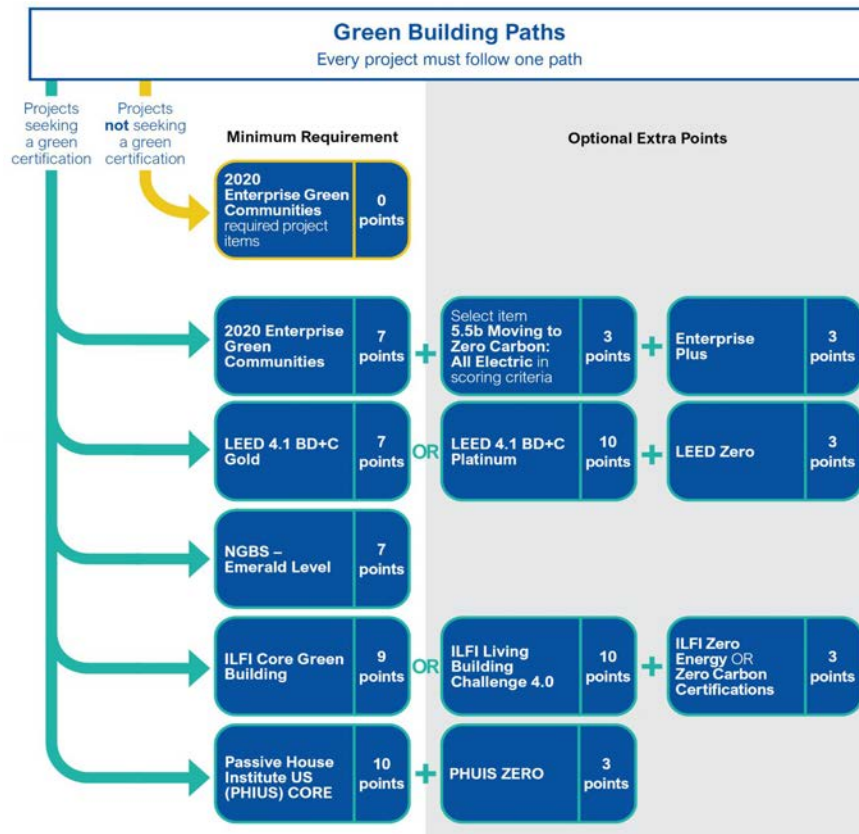 Green Building Paths
Every project must follow one path
Projects
seeking
a green
certification
Projects
not seeking
a green
certification
Minimum Requirement
Optional Extra Points
2020
Enterprise Green
Communities
required project
items
0
points
2020 Enterprise
Green
Communities
7
points
+
Select item
5.5b Moving to
Zero Carbon:
All Electric in
scoring criteria
3
points
+
Enterprise
Plus
3
points
LEED 4.1 BD+C
Gold
7
points
OR
LEED 4.1 BD+C
Platinum
10
points
+
LEED Zero
3
points
NGBS –
Emerald Level
7
points
ILFI Core Green
Building
9
points
OR
ILFI Living
Building
Challenge 4.0
10
points
+
ILFI Zero
Energy OR
Zero Carbon
Certifications
3
points
Passive House
Institute US
(PHIUS) CORE
10
points
+
PHUIS ZERO
3
points